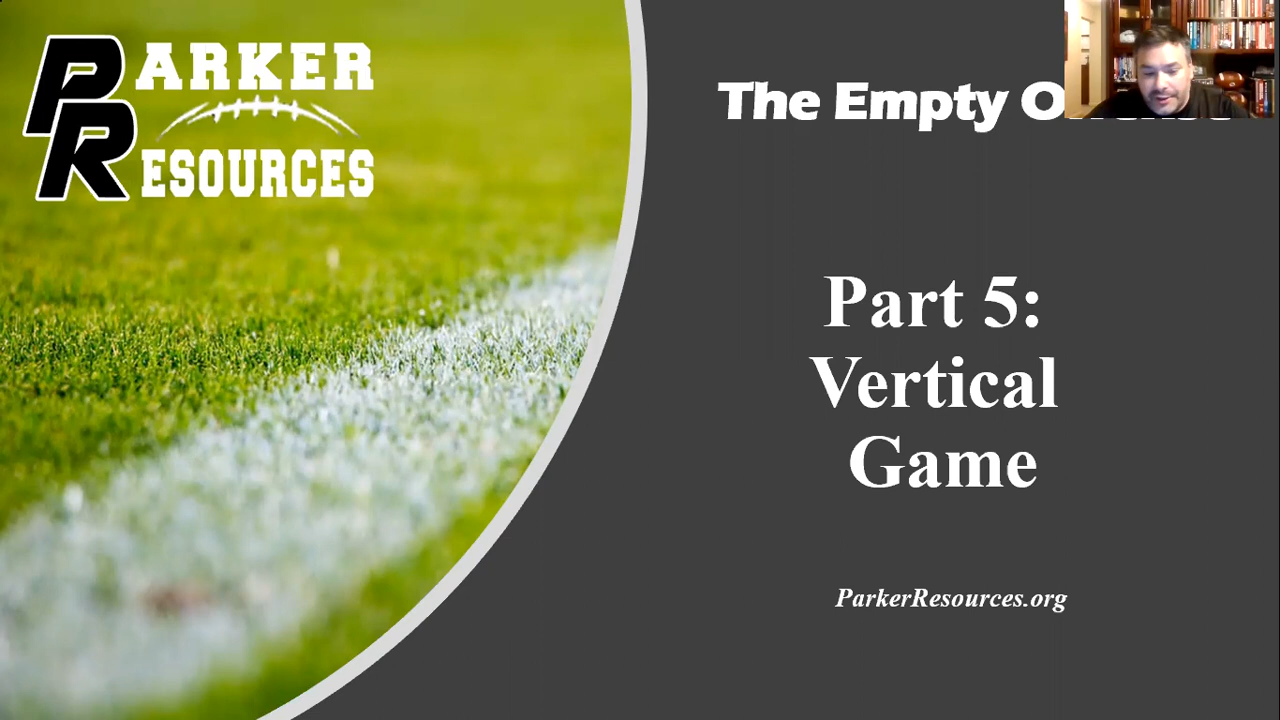 PARKER
RESOURCES
The Empty
Part 5:
Vertical
Game
ParkerResources.org